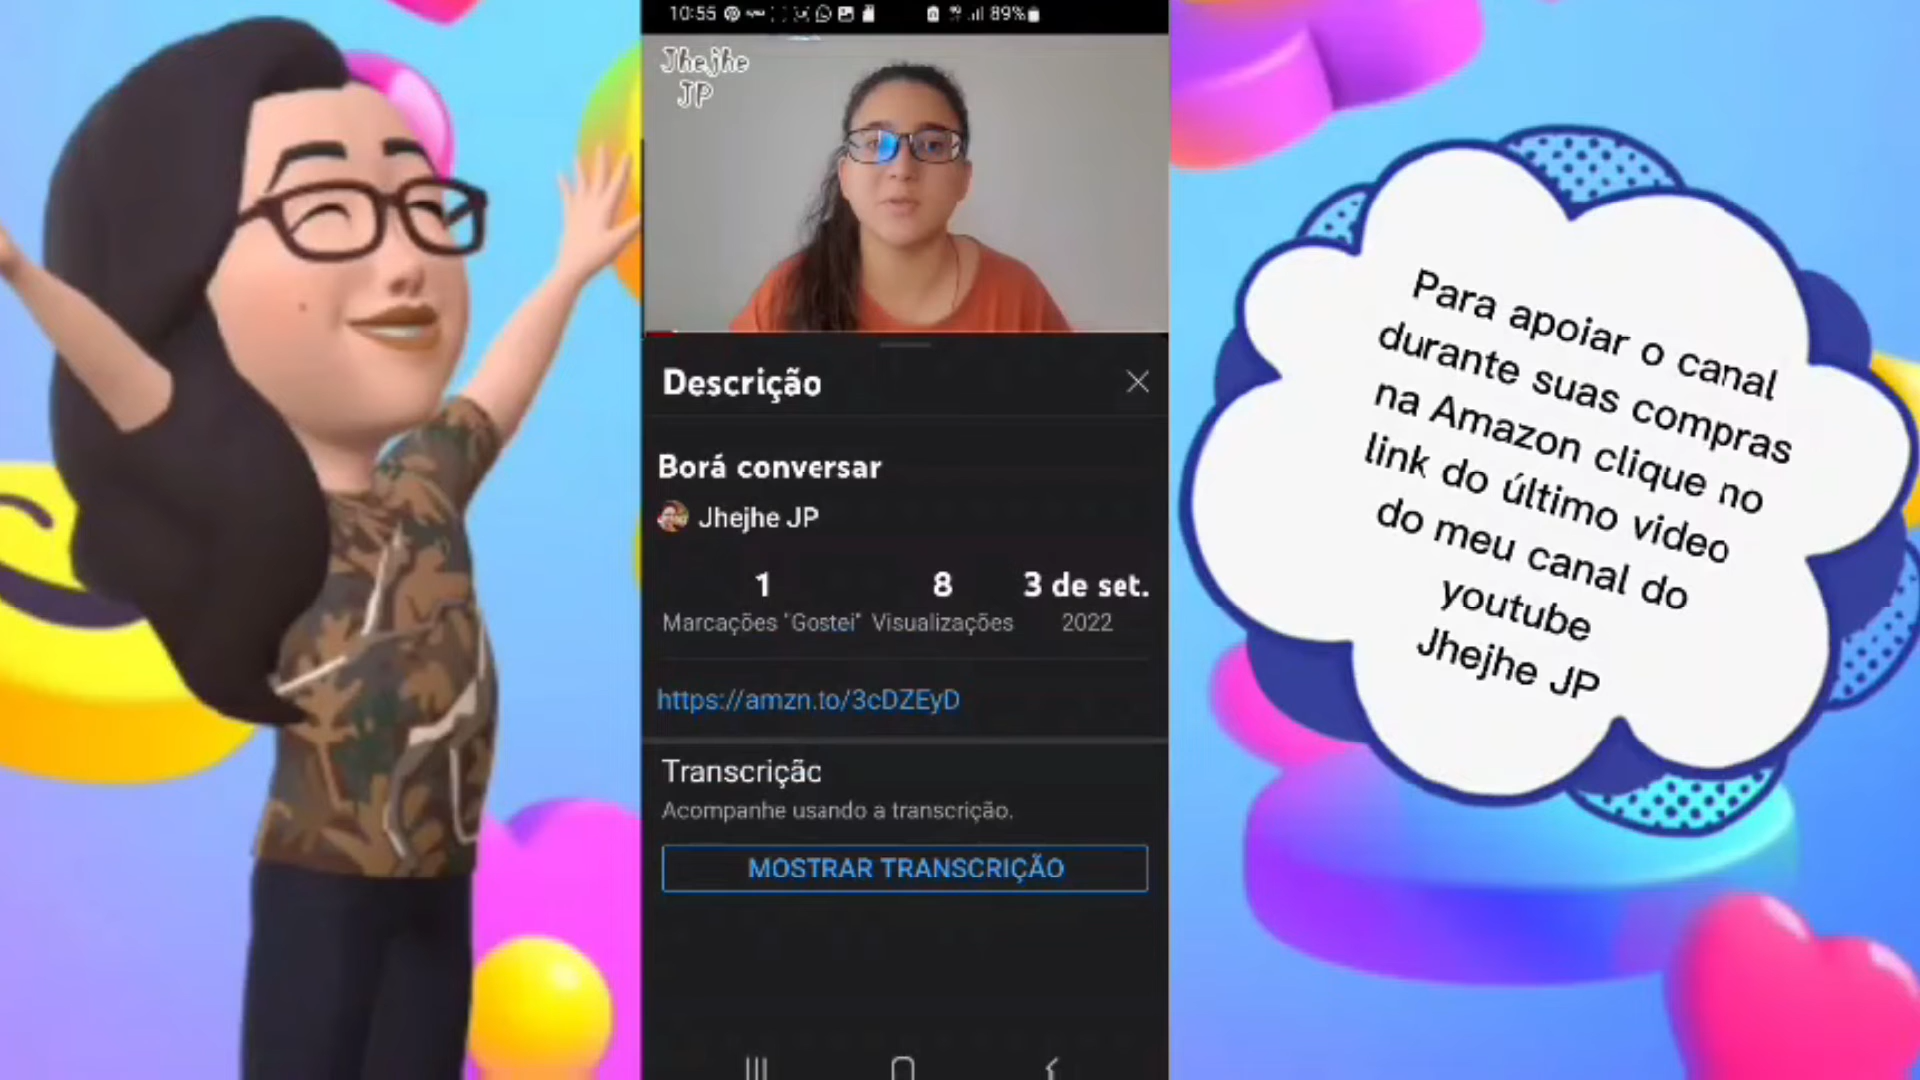 10:55
89%
Jhejhe
JP
Descrição
Borá conversar
Jhejhe JP
1 8 3 de set.
Marcações "Gostei" Visualizações 2022
https://amzn.to/3cDZEyD
Transcrição
Acompanhe usando a transcrição.
MOSTRAR TRANSCRIÇÃO
Para apoiar o canal
durante suas compras
na Amazon clique no
link do último video
do meu canal do
youtube
Jhejhe JP